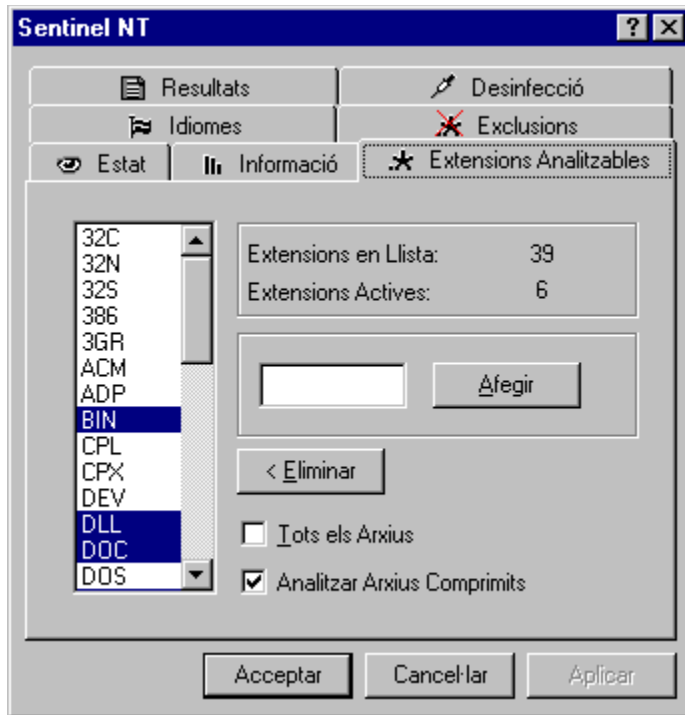 Sentinel NT
Resultats
Desinfecció
Idiomes
Exclusions
Estat
Informació
Extensions Analitzables
32C
32N
32S
386
3GR
ACM
ADP
BIN
CPL
CPX
DEV
DLL
DOC
DOS
Extensions en Llista: 39
Extensions Actives: 6
Afegir
< Eliminar
Tots els Arxius
Analitzar Arxius Comprimits
Acceptar
Cancel·lar
Aplicar